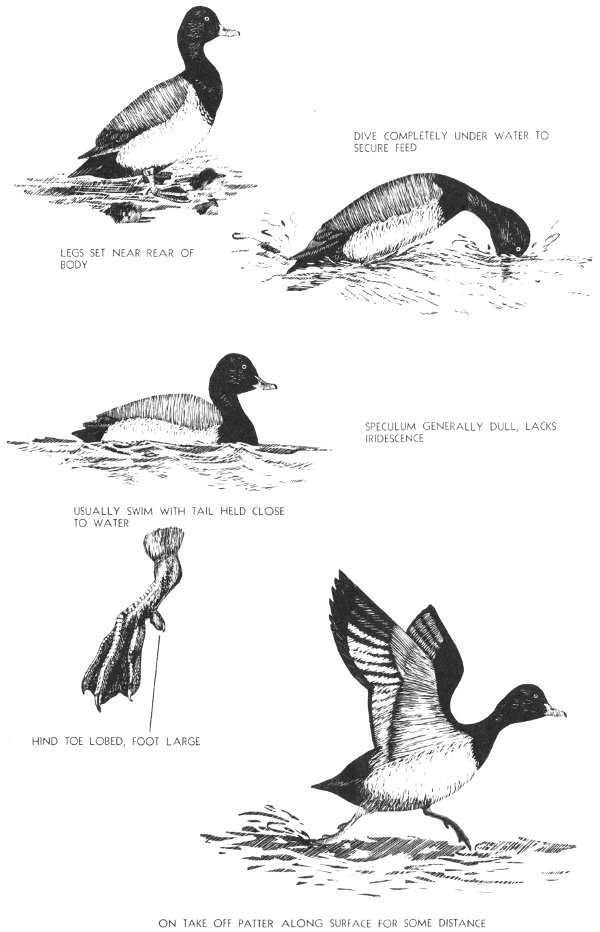 DIVE COMPLETELY UNDER WATER TO
SECURE FEED
LEGS SET NEAR REAR OF
BODY
SPECULUM GENERALLY DULL, LACKS
IRIDESCENCE
USUALLY SWIM WITH TAIL HELD CLOSE
TO WATER
HIND TOE LOBED, FOOT LARGE
ON TAKE OFF PATTER ALONG SURFACE FOR SOME DISTANCE